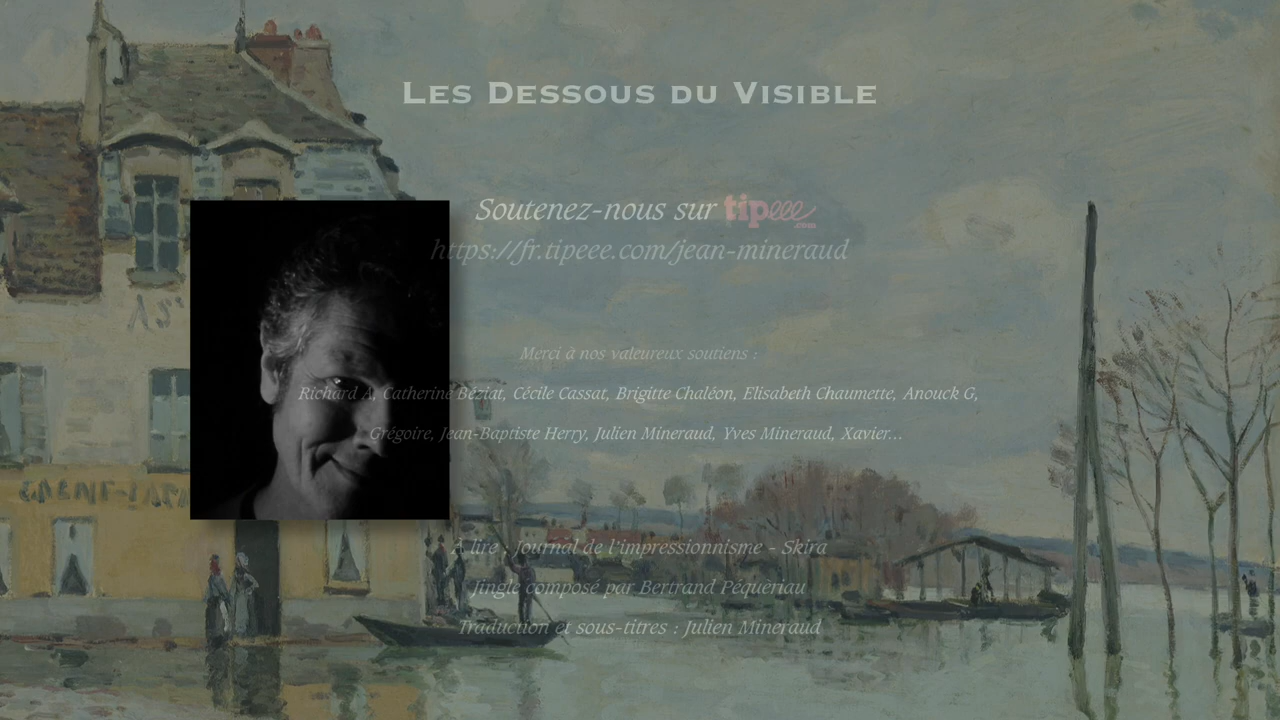 Les Dessous du Visible
Soutenez-nous sur tipeee.com
https://fr.tipeee.com/jean-mineraud
Merci à nos valeureux soutiens :
Richard A, Catherine Béziat, Cécile Cassat, Brigitte Chaléon, Elisabeth Chaumette, Anouck G,
Grégoire, Jean-Baptiste Herry, Julien Mineraud, Yves Mineraud, Xavier...
A lire : Journal de l'impressionnisme - Skira
Jingle composé par Bertrand Péquèriau
Traduction et sous-titres : Julien Mineraud